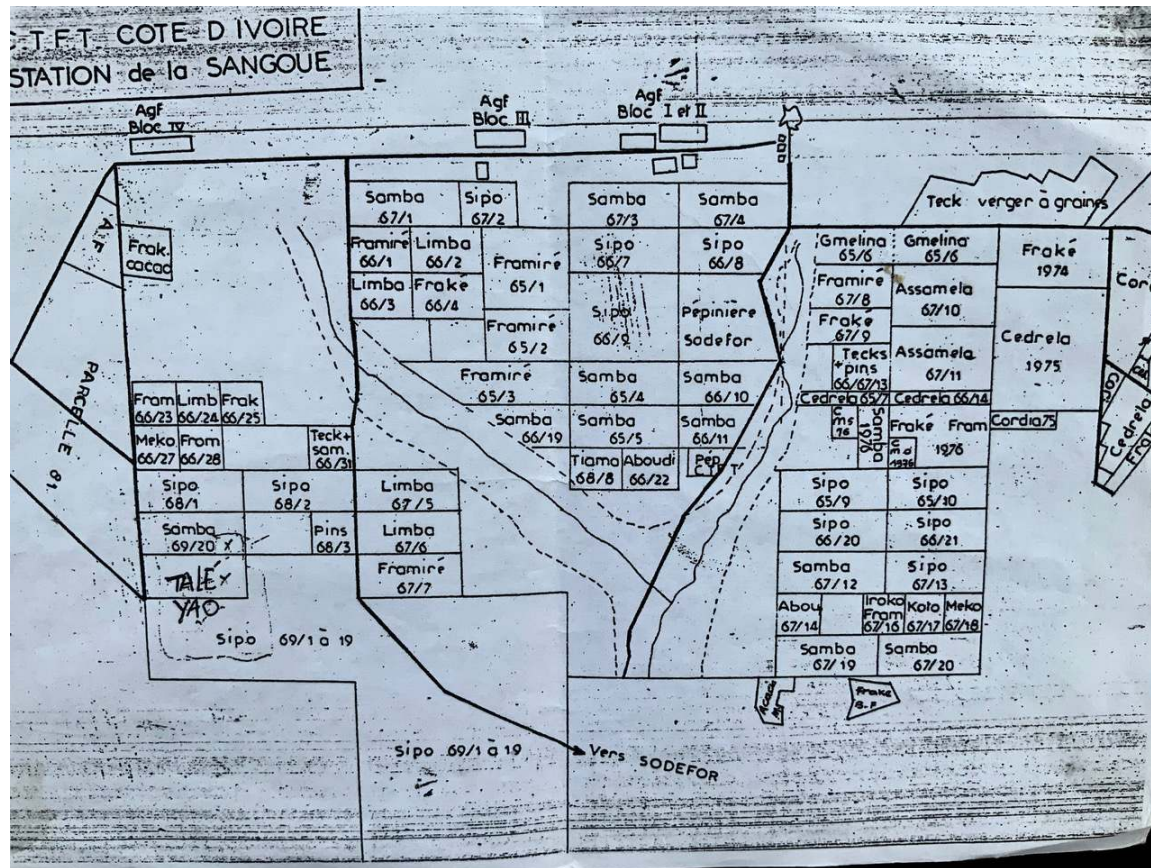 C.T.F.T. COTE D IVOIRE
STATION de la SANGOUE
Agf
Bloc IV
Agf
Bloc III
Agf
Bloc I et II
A.F
Frak.
cacao
PARCELLE 81.
Samba
67/1
Sipo
67/2
Samba
67/3
Samba
67/4
Framiré
66/1
Limba
66/2
Framiré
65/1
Sipo
66/7
Sipo
66/8
Limba
66/3
Fraké
66/4
Framiré
65/2
Sipo
66/9
Pépinière
Sodefor
Framiré
65/3
Samba
65/4
Samba
66/10
Samba
66/19
Samba
65/5
Samba
66/11
Tiama
68/8
Aboudi
66/22
Pép
Fram
66/23
Limb
66/24
Frak
66/25
Meko
66/27
From
66/28
Teck+
sam.
66/31
Sipo
68/1
Sipo
68/2
Limba
67/5
Samba
69/20 x
Pins
68/3
Limba
67/6
Framiré
67/7
TALÉ x
YAO
Sipo 69/1 à 19
Sipo 69/1 à 19
Vers SODEFOR
Teck verger à graines
Gmelina
65/6
Gmelina
65/6
Fraké
1974
Framiré
67/8
Assamela
67/10
Fraké
67/9
Cedrela
1975
Tecks
+pins
66/67/13
Assamela
67/11
Cedrela 65/7
Cedrela 66/14
Samba
1976
Fraké Fram
1976
Cordia 75
Cedrela
Sipo
65/9
Sipo
65/10
Sipo
66/20
Sipo
66/21
Samba
67/12
Sipo
67/13
Abou
67/14
Iroko
Fram
67/16
Koto
67/17
Meko
67/18
Samba
67/19
Samba
67/20
Acacia
Fraké
B.F